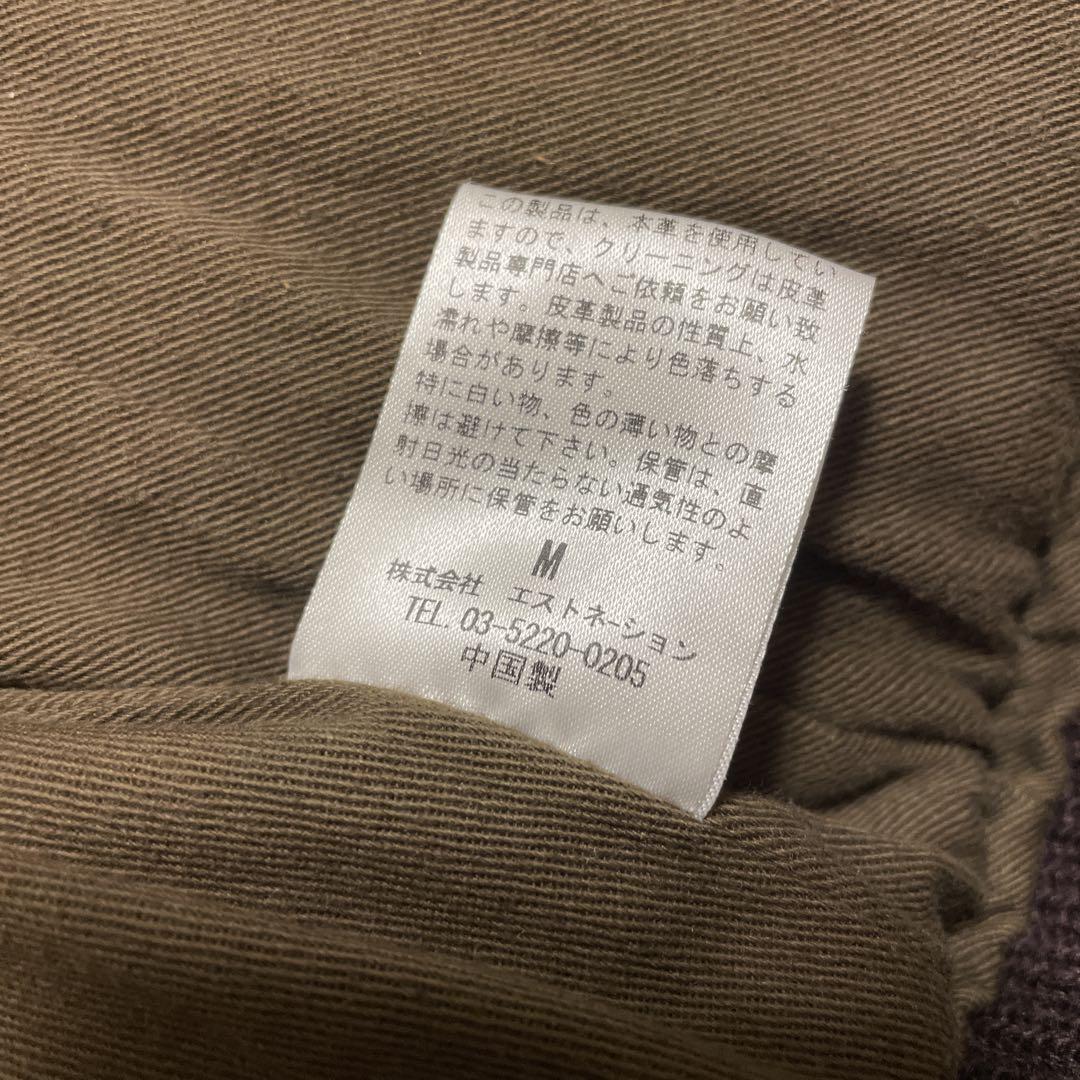 この製品は、本革を使用してい
ますので、クリーニングは皮革
製品専門店へご依頼をお願い致
します。皮革製品の性質上、水
濡れや摩擦等により色落ちする
場合があります。
特に白い物、色の薄い物との摩
擦は避けて下さい。保管は、直
射日光の当たらない通気性のよ
い場所に保管をお願いします。
M
株式会社 エストネーション
TEL. 03-5220-0205
中国製